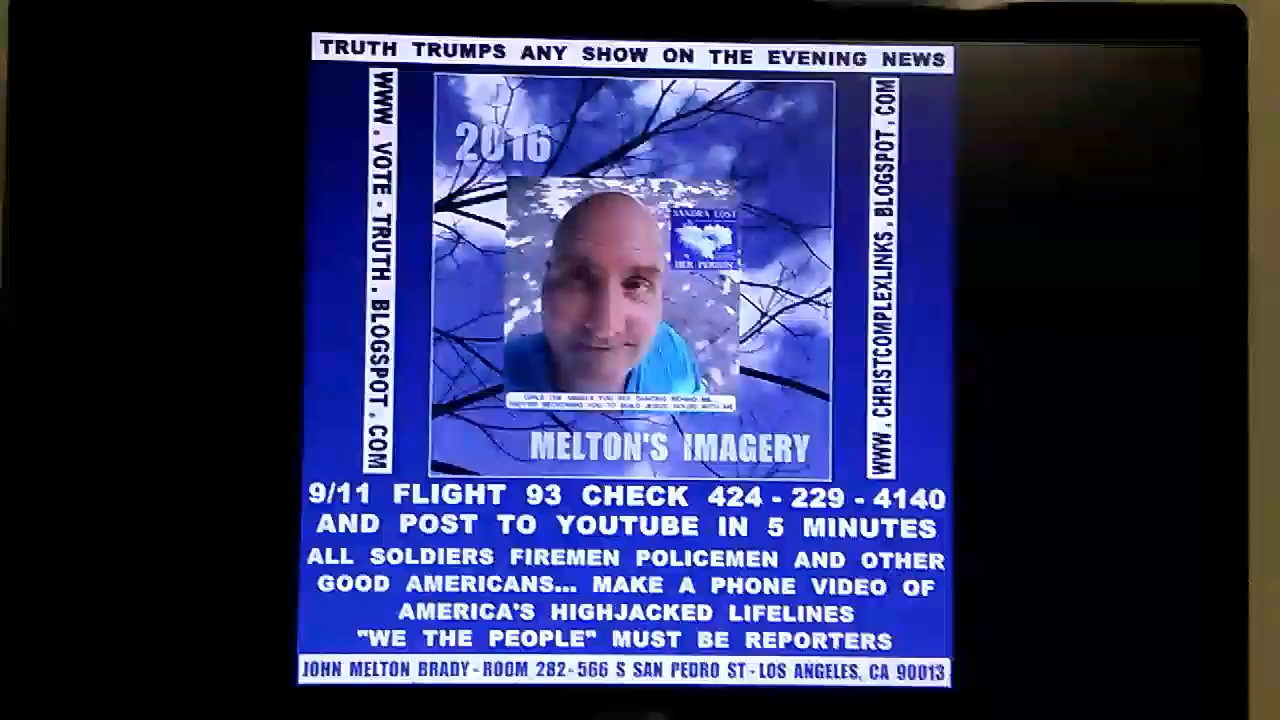 TRUTH TRUMPS ANY SHOW ON THE EVENING NEWS
WWW . VOTE - TRUTH . BLOGSPOT . COM
2016
SANDRA LOST
HER PERSON
MELTON'S IMAGERY
WWW . CHRISTCOMPLEXLINKS . BLOGSPOT . COM
9/11 FLIGHT 93 CHECK 424 - 229 - 4140
AND POST TO YOUTUBE IN 5 MINUTES
ALL SOLDIERS FIREMEN POLICEMEN AND OTHER
GOOD AMERICANS... MAKE A PHONE VIDEO OF
AMERICA'S HIGHJACKED LIFELINES
"WE THE PEOPLE" MUST BE REPORTERS
JOHN MELTON BRADY - ROOM 282 - 566 S SAN PEDRO ST - LOS ANGELES, CA 90013